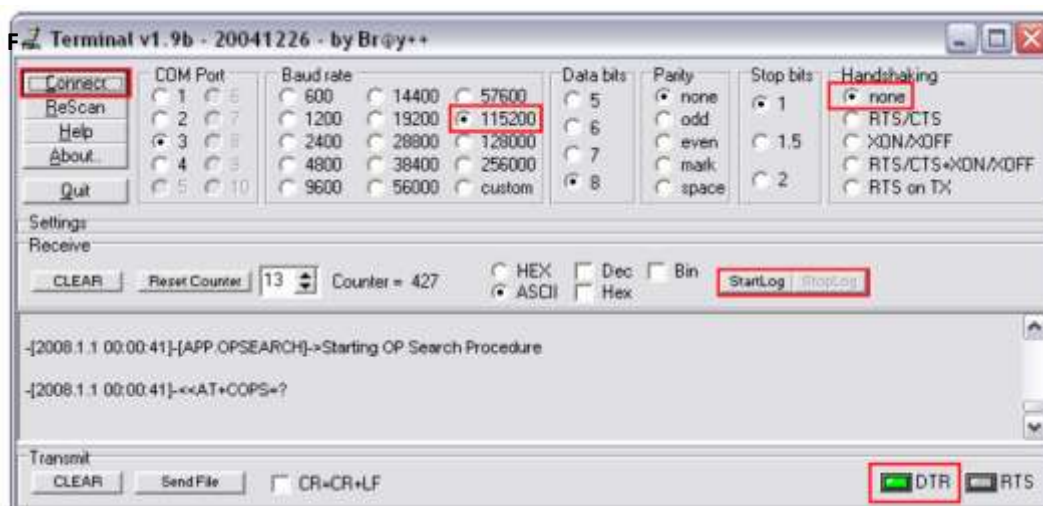 F Terminal v1.9b - 20041226 - by Br@y++
Connect
ReScan
Help
About..
Quit
COM Port
1 6
2 7
3 8
4 9
5 10
Baud rate
600 14400 57600
1200 19200 115200
2400 28800 128000
4800 38400 256000
9600 56000 custom
Data bits
5
6
7
8
Parity
none
odd
even
mark
space
Stop bits
1
1.5
2
Handshaking
none
RTS/CTS
XON/XOFF
RTS/CTS+XON/XOFF
RTS on TX
Settings
Receive
CLEAR Reset Counter 13 Counter = 427
HEX Dec Bin
ASCII Hex
StartLog StopLog
-[2008.1.1 00:00:41]-[APP.OPSEARCH]->Starting OP Search Procedure
-[2008.1.1 00:00:41]-<<AT+COPS=?
Transmit
CLEAR Send File CR=CR+LF DTR RTS